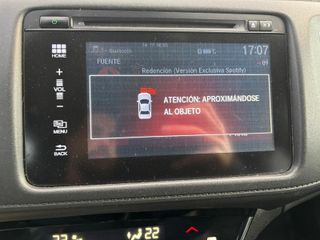 Bluetooth
17:07
HOME
FUENTE
Redención (Versión Exclusiva Spotify)
+
VOL
−
ATENCIÓN: APROXIMÁNDOSE
AL OBJETO
MENU
BACK
22